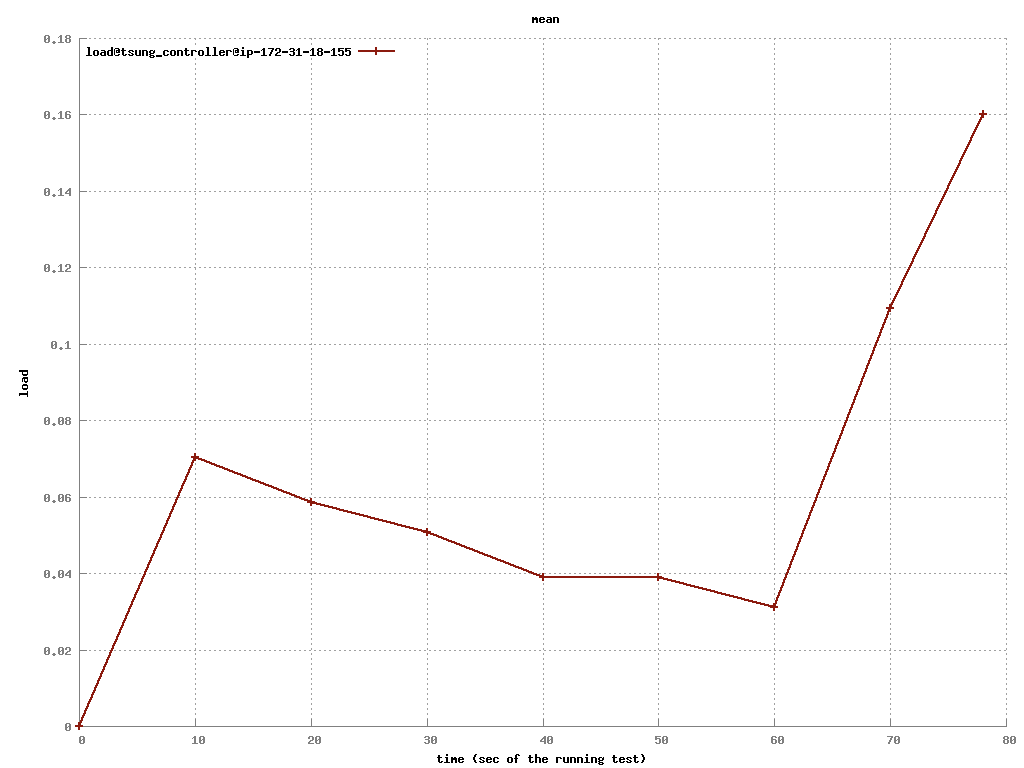 mean
load@tsung_controller@ip-172-31-18-155
0.18
0.16
0.14
0.12
0.1
0.08
0.06
0.04
0.02
0
load
0 10 20 30 40 50 60 70 80
time (sec of the running test)